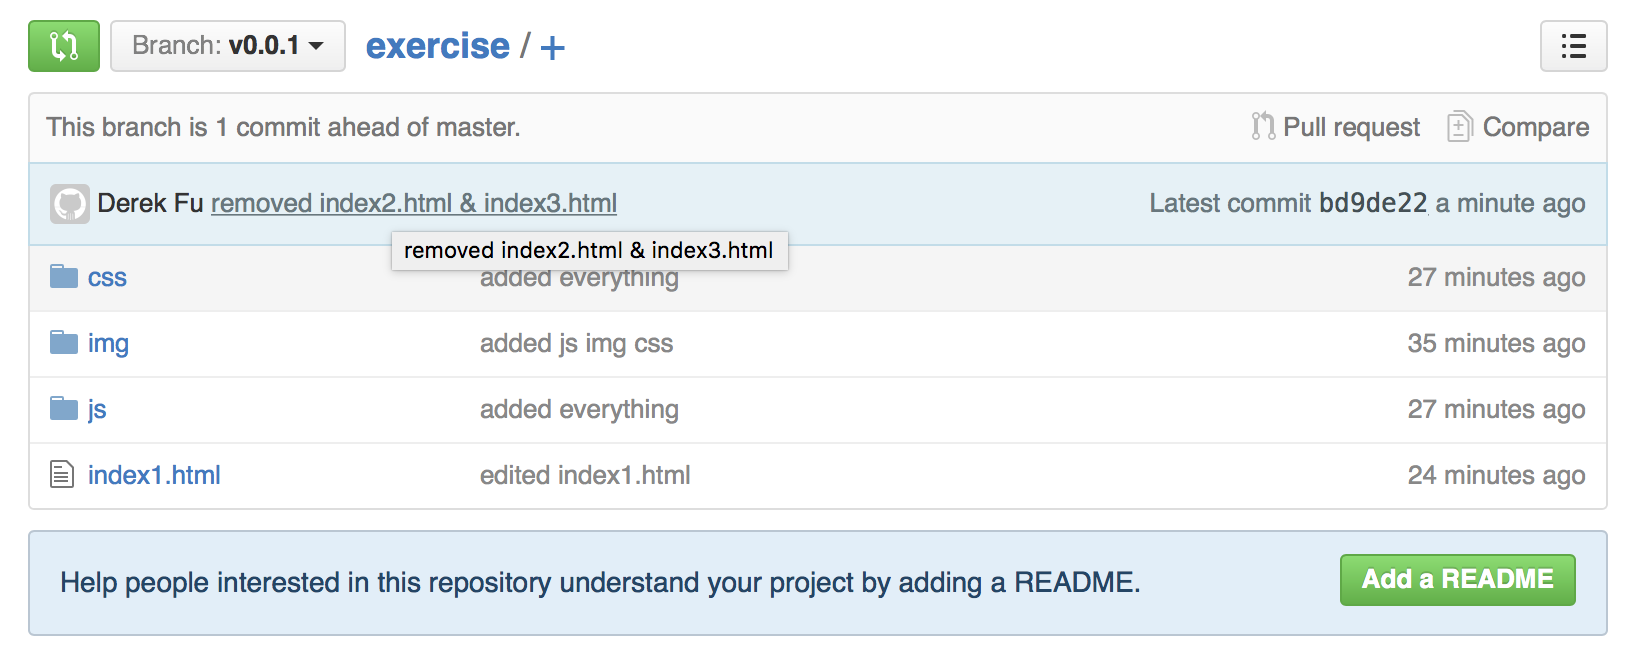 Branch: v0.0.1 exercise / +
This branch is 1 commit ahead of master. Pull request Compare
Derek Fu removed index2.html & index3.html Latest commit bd9de22 a minute ago
removed index2.html & index3.html
css added everything 27 minutes ago
img added js img css 35 minutes ago
js added everything 27 minutes ago
index1.html edited index1.html 24 minutes ago
Help people interested in this repository understand your project by adding a README. Add a README